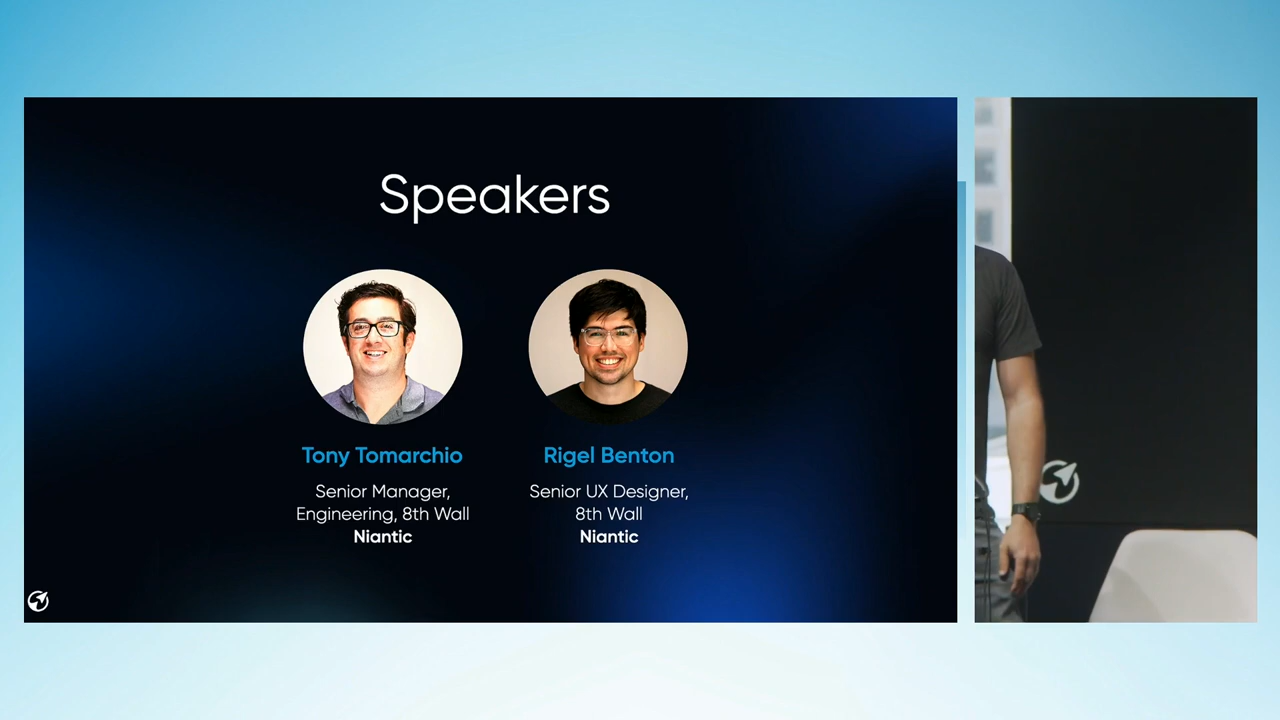 Speakers
Tony Tomarchio
Senior Manager,
Engineering, 8th Wall
Niantic
Rigel Benton
Senior UX Designer,
8th Wall
Niantic